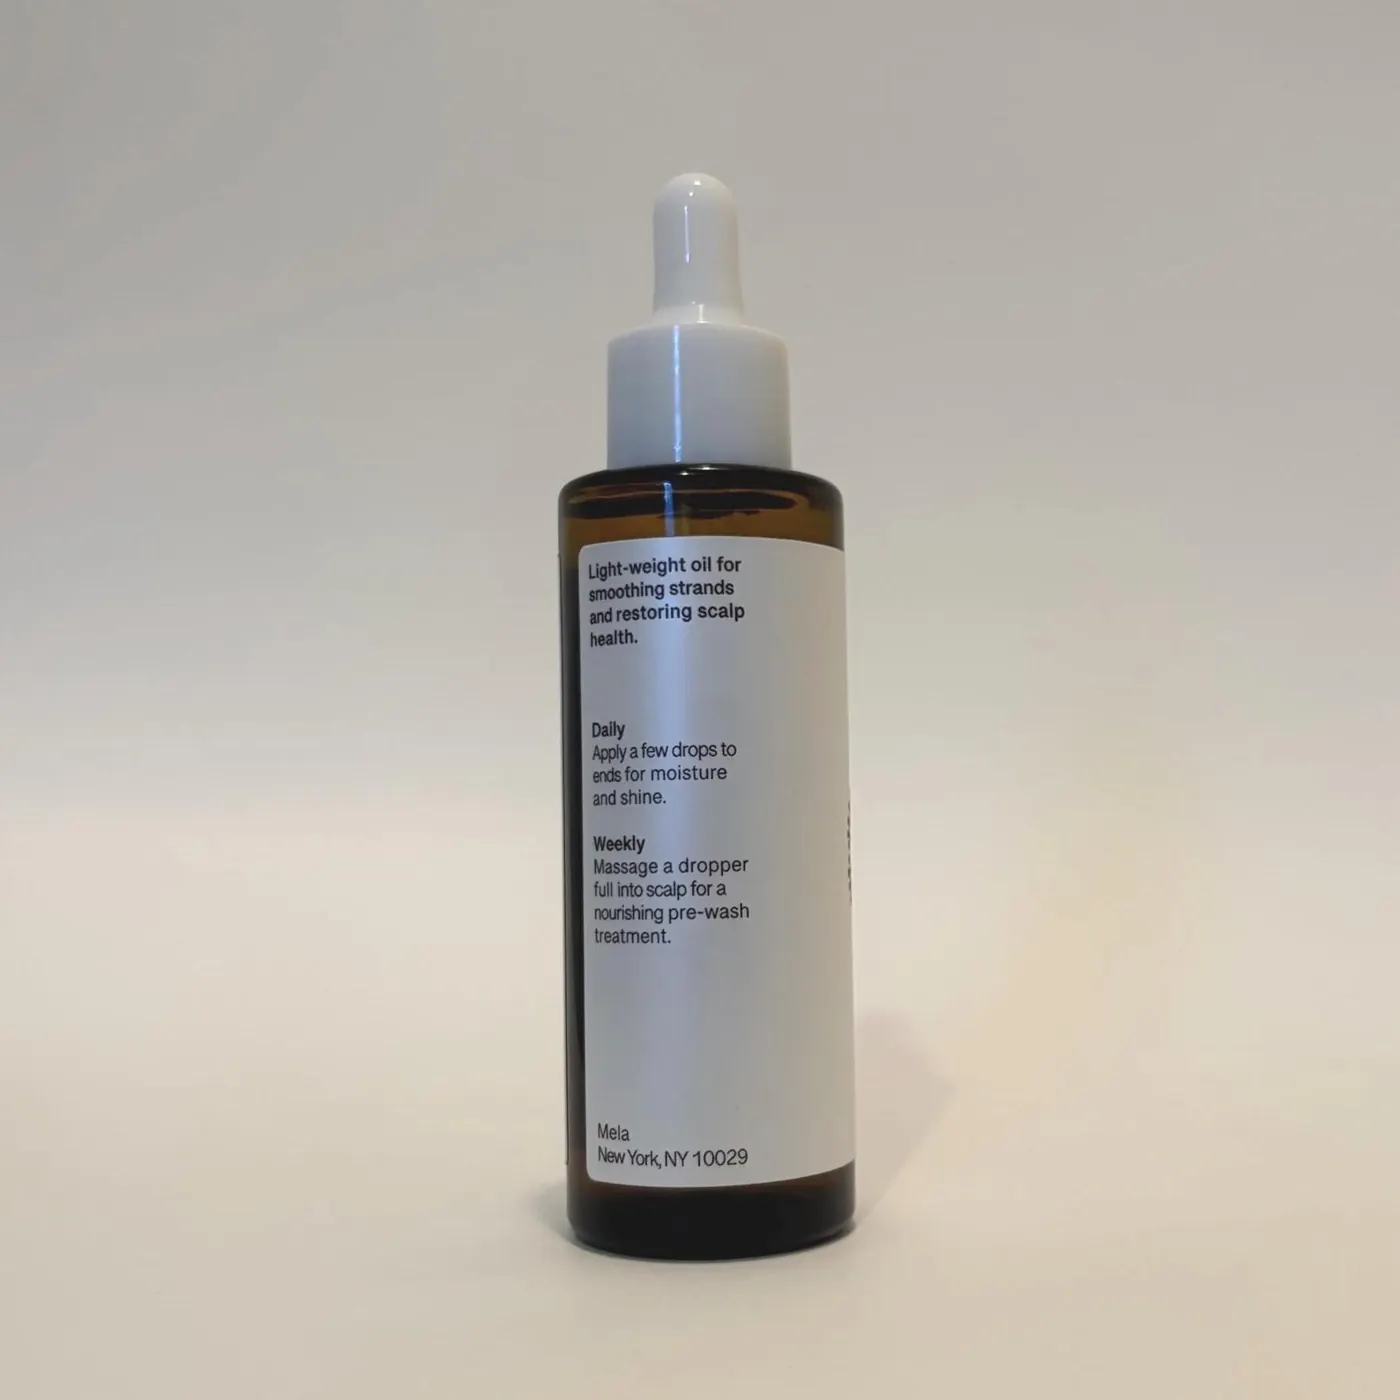 Light-weight oil for
smoothing strands
and restoring scalp
health.
Daily
Apply a few drops to
ends for moisture
and shine.
Weekly
Massage a dropper
full into scalp for a
nourishing pre-wash
treatment.
Mela
New York, NY 10029